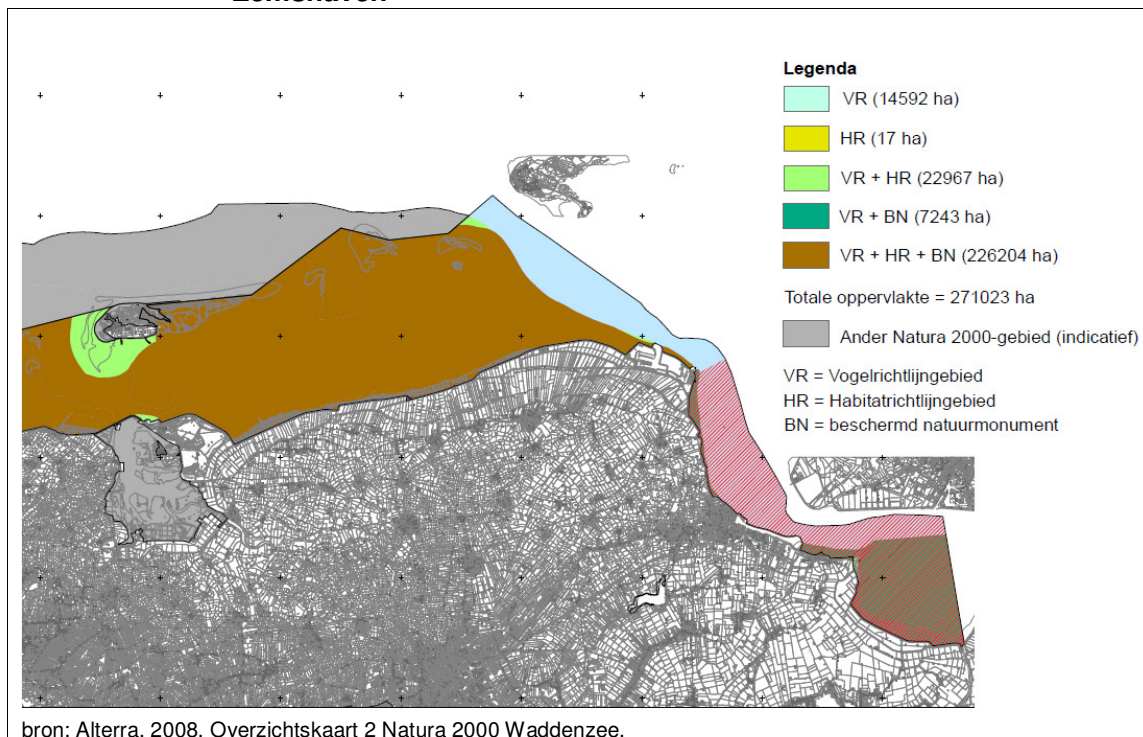 Legenda
VR (14592 ha)
HR (17 ha)
VR + HR (22967 ha)
VR + BN (7243 ha)
VR + HR + BN (226204 ha)
Totale oppervlakte = 271023 ha
Ander Natura 2000-gebied (indicatief)
VR = Vogelrichtlijngebied
HR = Habitatrichtlijngebied
BN = beschermd natuurmonument
bron: Alterra, 2008. Overzichtskaart 2 Natura 2000 Waddenzee.